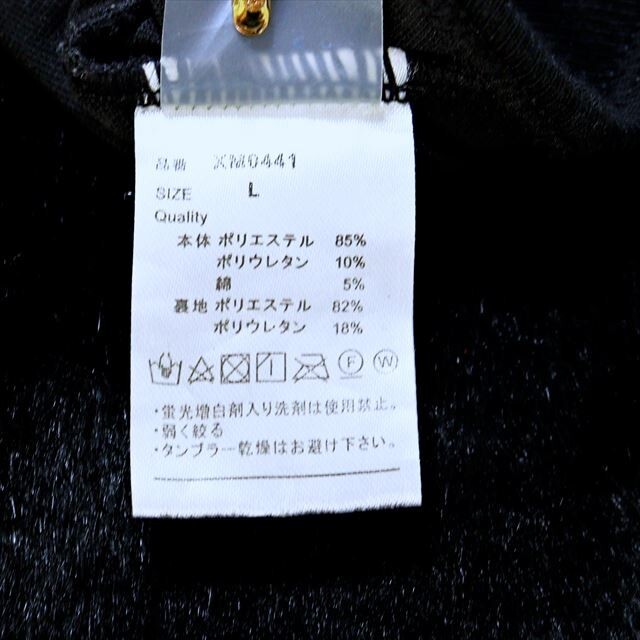 品番 XM0441
SIZE L
Quality
本体 ポリエステル 85%
ポリウレタン 10%
綿 5%
裏地 ポリエステル 82%
ポリウレタン 18%
F W
・蛍光増白剤入り洗剤は使用禁止。
・弱く絞る
・タンブラー乾燥はお避け下さい。